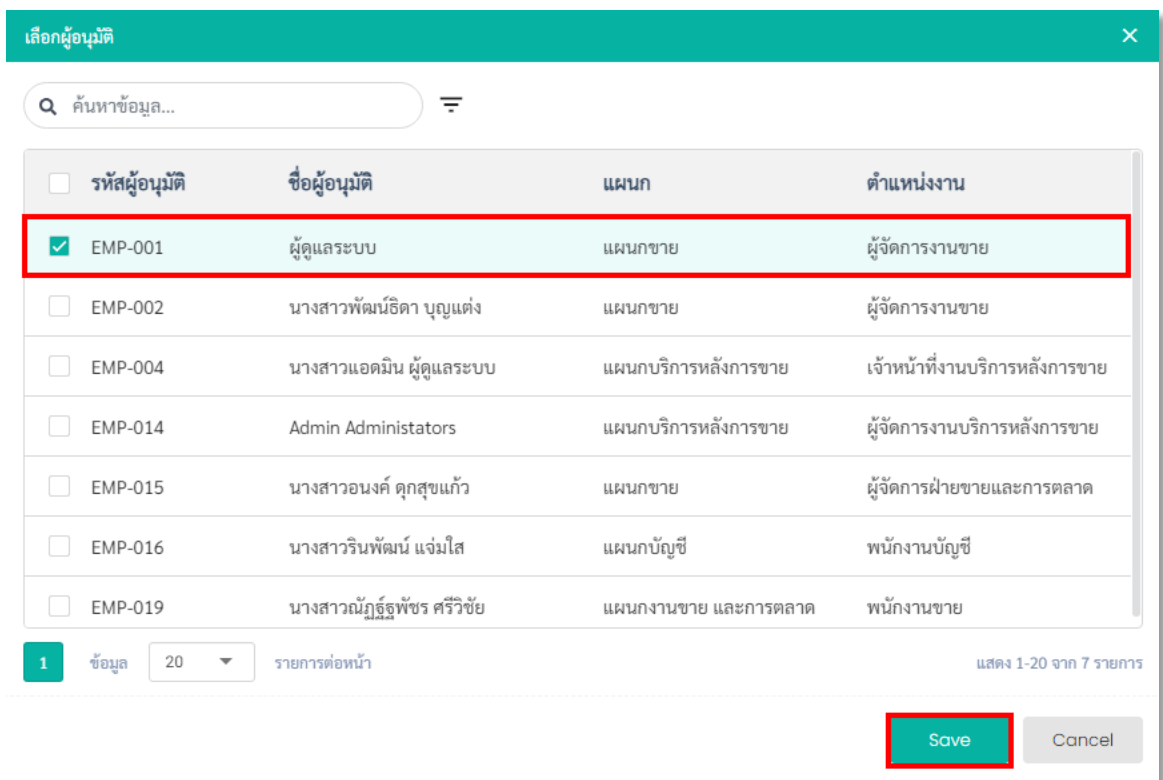 เลือกผู้อนุมัติ
ค้นหาข้อมูล...
รหัสผู้อนุมัติ ชื่อผู้อนุมัติ แผนก ตำแหน่งงาน
EMP-001 ผู้ดูแลระบบ แผนกขาย ผู้จัดการงานขาย
EMP-002 นางสาวพัฒน์ธิดา บุญแต่ง แผนกขาย ผู้จัดการงานขาย
EMP-004 นางสาวแอดมิน ผู้ดูแลระบบ แผนกบริการหลังการขาย เจ้าหน้าที่งานบริการหลังการขาย
EMP-014 Admin Administators แผนกบริการหลังการขาย ผู้จัดการงานบริการหลังการขาย
EMP-015 นางสาวอนงค์ ดุกสุขแก้ว แผนกขาย ผู้จัดการฝ่ายขายและการตลาด
EMP-016 นางสาวรินพัฒน์ แจ่มใส แผนกบัญชี พนักงานบัญชี
EMP-019 นางสาวณัฏฐ์ฐพัชร ศรีวิชัย แผนกงานขาย และการตลาด พนักงานขาย
1 ข้อมูล 20 รายการต่อหน้า แสดง 1-20 จาก 7 รายการ
Save Cancel